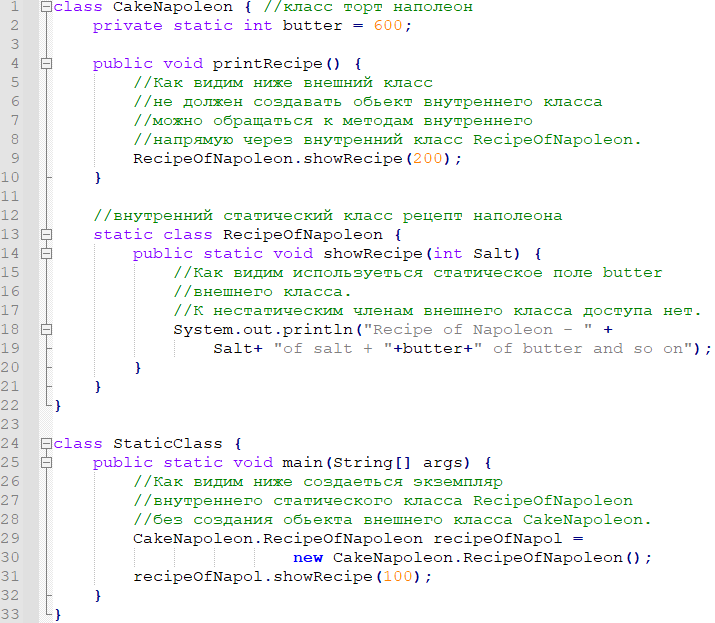 1 class CakeNapoleon { //класс торт наполеон
2     private static int butter = 600;
3
4     public void printRecipe() {
5         //Как видим ниже внешний класс
6         //не должен создавать обьект внутреннего класса
7         //можно обращаться к методам внутреннего
8         //напрямую через внутренний класс RecipeOfNapoleon.
9         RecipeOfNapoleon.showRecipe(200);
10     }
11
12     //внутренний статический класс рецепт наполеона
13     static class RecipeOfNapoleon {
14         public static void showRecipe(int Salt) {
15             //Как видим используеться статическое поле butter
16             //внешнего класса.
17             //К нестатическим членам внешнего класса доступа нет.
18             System.out.println("Recipe of Napoleon - " +
19                 Salt+ "of salt + "+butter+" of butter and so on");
20         }
21     }
22 }
23
24 class StaticClass {
25     public static void main(String[] args) {
26         //Как видим ниже создаеться экземпляр
27         //внутреннего статического класса RecipeOfNapoleon
28         //без создания обьекта внешнего класса CakeNapoleon.
29         CakeNapoleon.RecipeOfNapoleon recipeOfNapol =
30                         new CakeNapoleon.RecipeOfNapoleon();
31         recipeOfNapol.showRecipe(100);
32     }
33 }